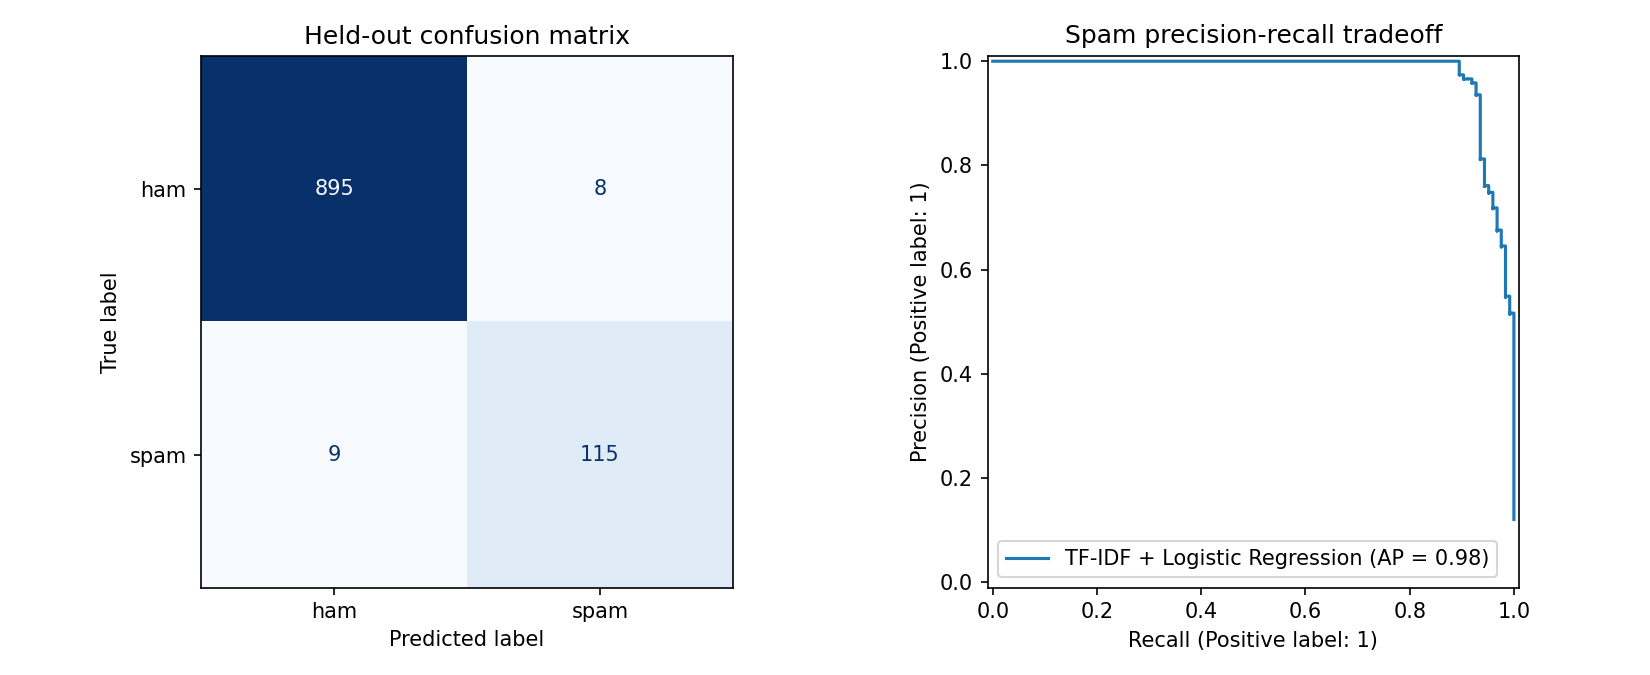 Held-out confusion matrix
True label
ham
895
8
spam
9
115
ham
spam
Predicted label
Spam precision-recall tradeoff
Precision (Positive label: 1)
1.0
0.8
0.6
0.4
0.2
0.0
TF-IDF + Logistic Regression (AP = 0.98)
0.0
0.2
0.4
0.6
0.8
1.0
Recall (Positive label: 1)